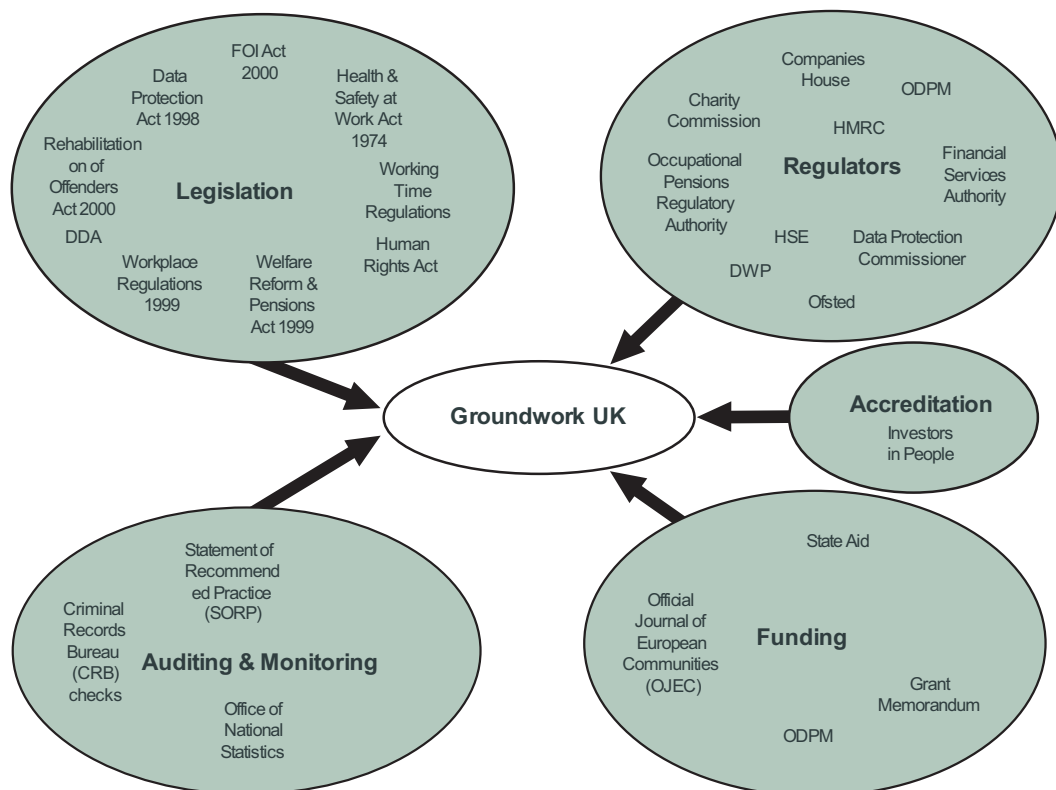 FOI Act
2000
Data
Protection
Act 1998
Health &
Safety at
Work Act
1974
Rehabilitation
on of
Offenders
Act 2000
Legislation
Working
Time
Regulations
DDA
Human
Rights Act
Workplace
Regulations
1999
Welfare
Reform &
Pensions
Act 1999
Companies
House
ODPM
Charity
Commission
HMRC
Occupational
Pensions
Regulatory
Authority
Regulators
Financial
Services
Authority
HSE
Data Protection
Commissioner
DWP
Ofsted
Groundwork UK
Accreditation
Investors
in People
Statement of
Recommend
ed Practice
(SORP)
Criminal
Records
Bureau
(CRB)
checks
Auditing & Monitoring
Office of
National
Statistics
State Aid
Official
Journal of
European
Communities
(OJEC)
Funding
Grant
Memorandum
ODPM